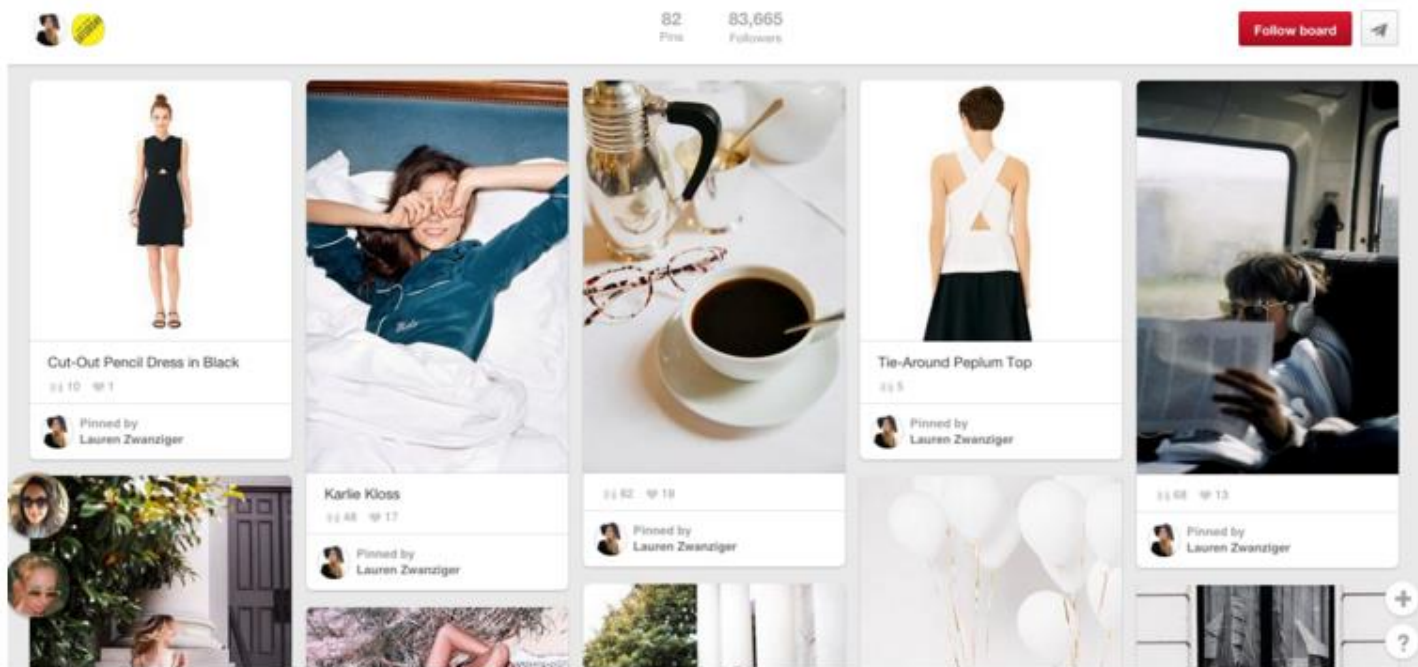 82
Pins
83,665
Followers
Follow board
Cut-Out Pencil Dress in Black
10 1
Pinned by
Lauren Zwanziger
Karlie Kloss
48 17
Pinned by
Lauren Zwanziger
82 19
Pinned by
Lauren Zwanziger
Tie-Around Peplum Top
5
Pinned by
Lauren Zwanziger
68 13
Pinned by
Lauren Zwanziger
+
?